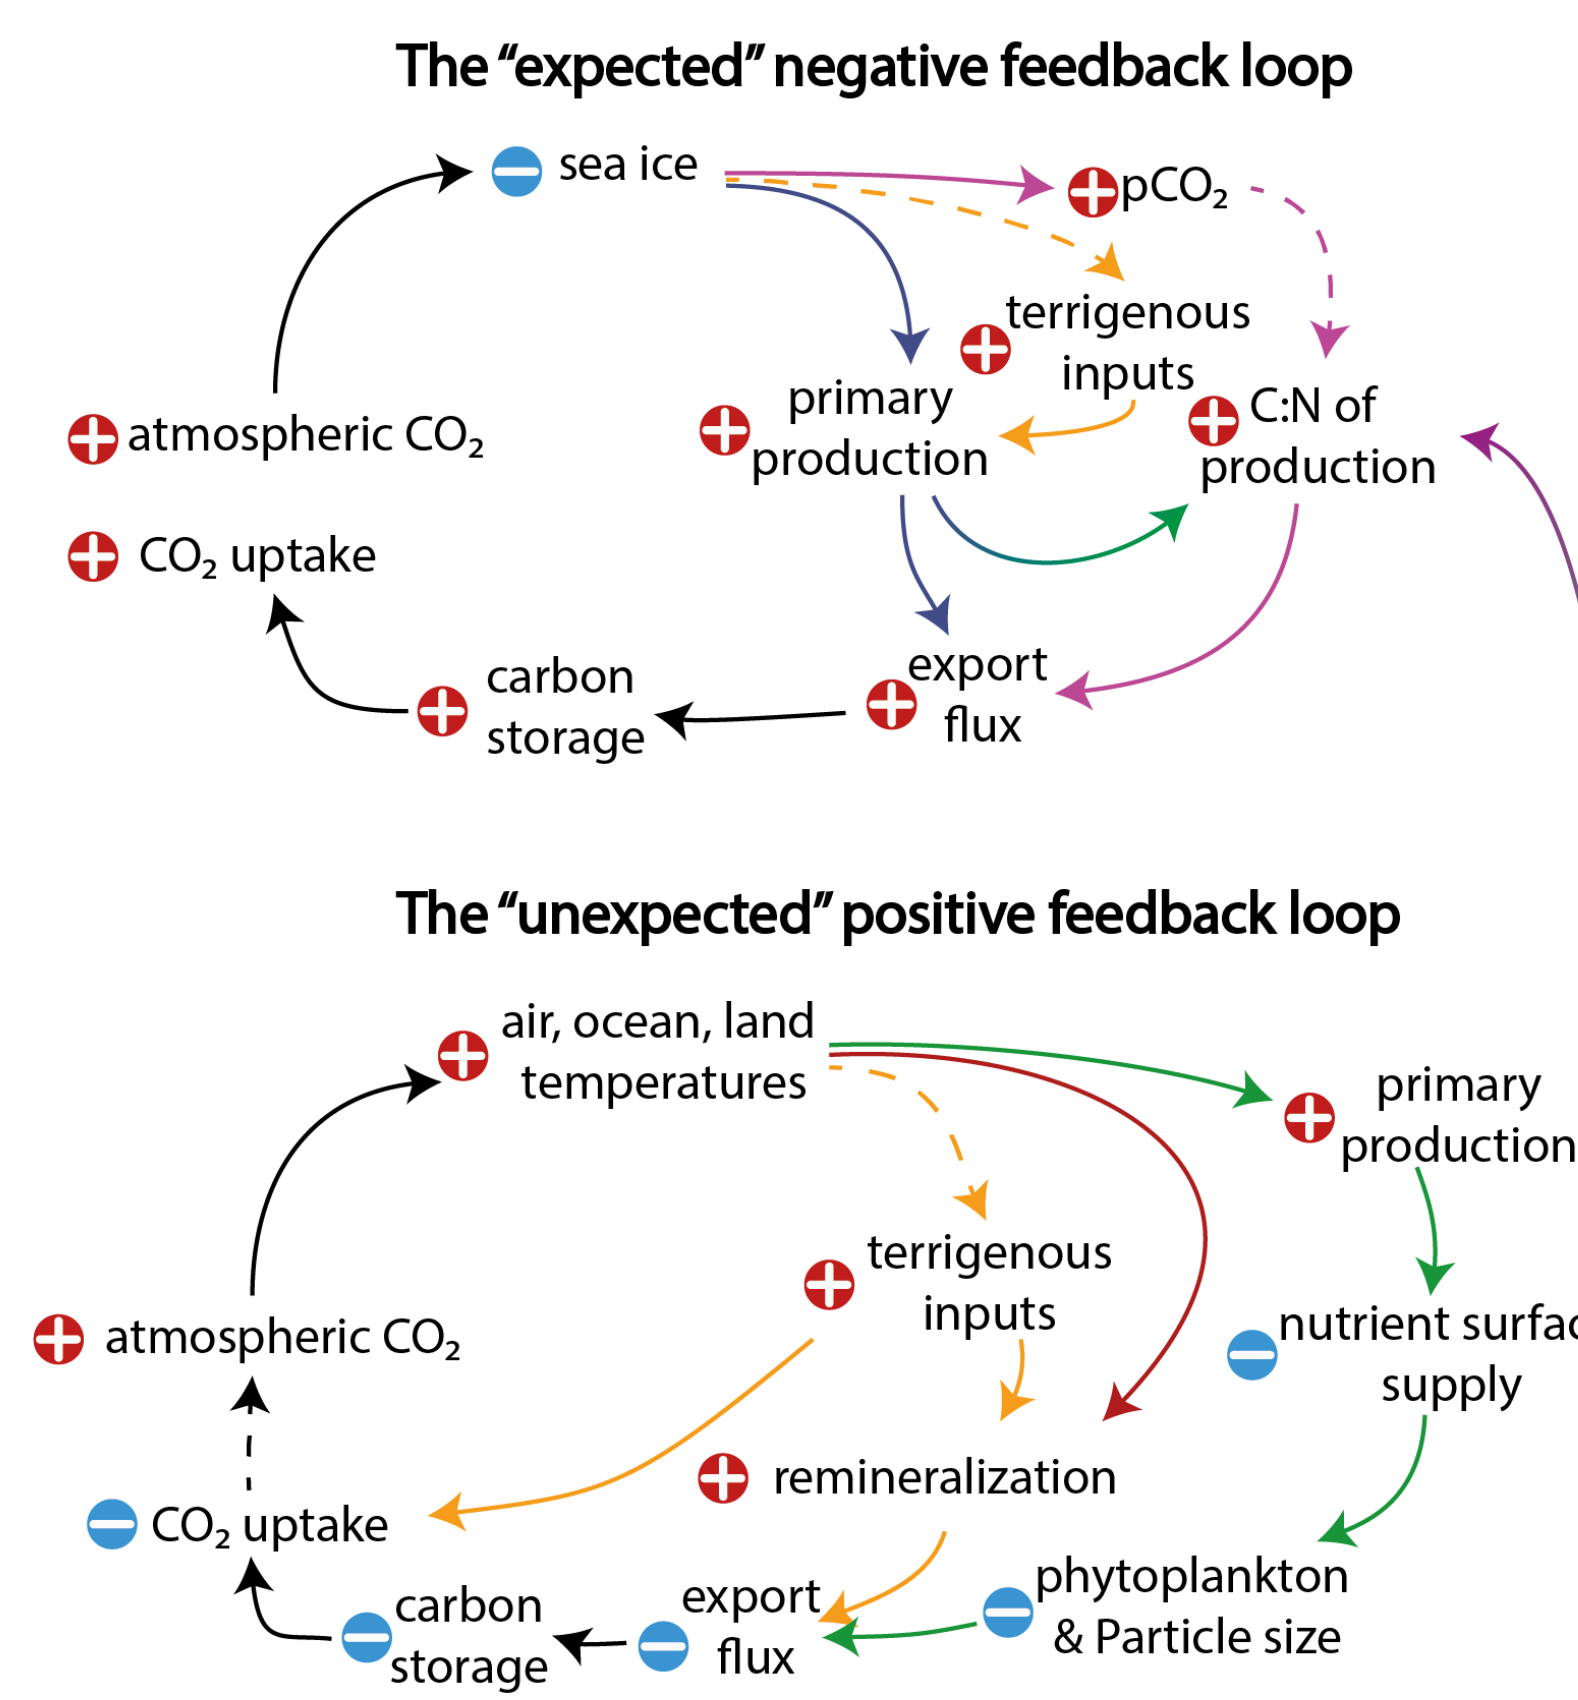 The “expected” negative feedback loop
sea ice
pCO₂
terrigenous
inputs
primary
production
C:N of
production
atmospheric CO₂
CO₂ uptake
export
flux
carbon
storage
The “unexpected” positive feedback loop
air, ocean, land
temperatures
primary
production
terrigenous
inputs
nutrient surfac
supply
atmospheric CO₂
remineralization
CO₂ uptake
phytoplankton
& Particle size
export
flux
carbon
storage